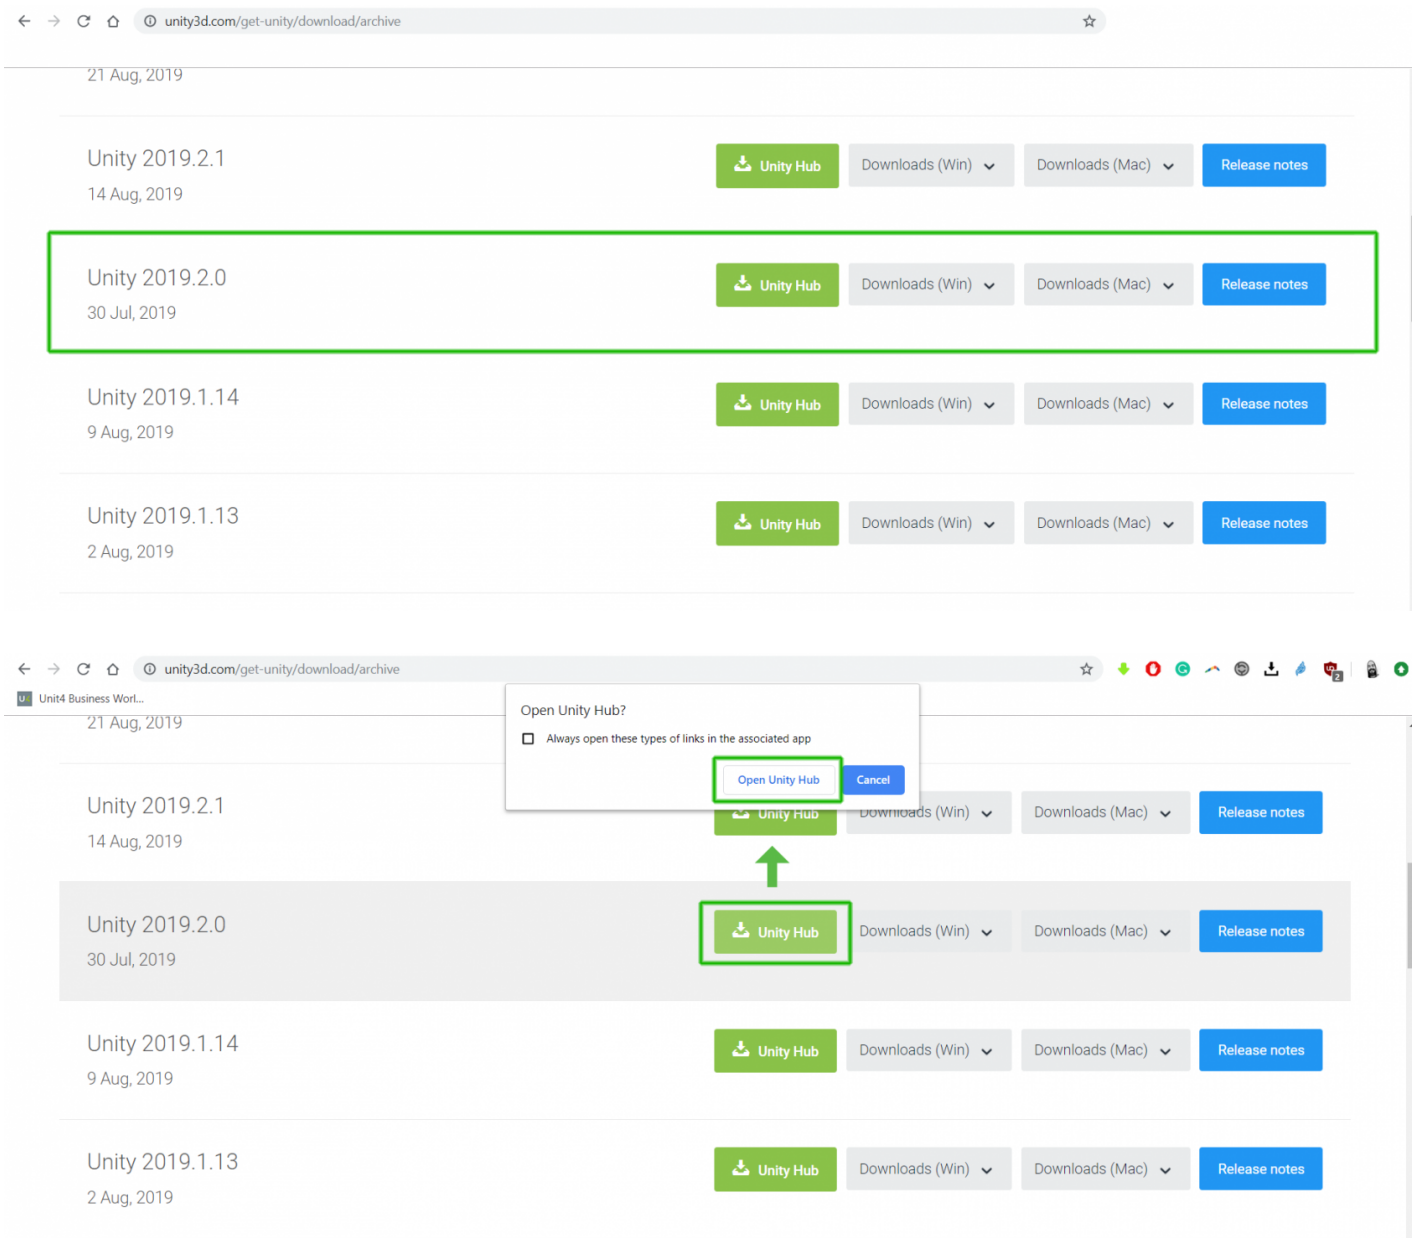 unity3d.com/get-unity/download/archive
21 Aug, 2019
Unity 2019.2.1
14 Aug, 2019
Unity Hub
Downloads (Win)
Downloads (Mac)
Release notes
Unity 2019.2.0
30 Jul, 2019
Unity Hub
Downloads (Win)
Downloads (Mac)
Release notes
Unity 2019.1.14
9 Aug, 2019
Unity Hub
Downloads (Win)
Downloads (Mac)
Release notes
Unity 2019.1.13
2 Aug, 2019
Unity Hub
Downloads (Win)
Downloads (Mac)
Release notes
unity3d.com/get-unity/download/archive
2
Unit4 Business Worl...
21 Aug, 2019
Open Unity Hub?
Always open these types of links in the associated app
Open Unity Hub
Cancel
Unity 2019.2.1
14 Aug, 2019
Unity Hub
Downloads (Win)
Downloads (Mac)
Release notes
Unity 2019.2.0
30 Jul, 2019
Unity Hub
Downloads (Win)
Downloads (Mac)
Release notes
Unity 2019.1.14
9 Aug, 2019
Unity Hub
Downloads (Win)
Downloads (Mac)
Release notes
Unity 2019.1.13
2 Aug, 2019
Unity Hub
Downloads (Win)
Downloads (Mac)
Release notes